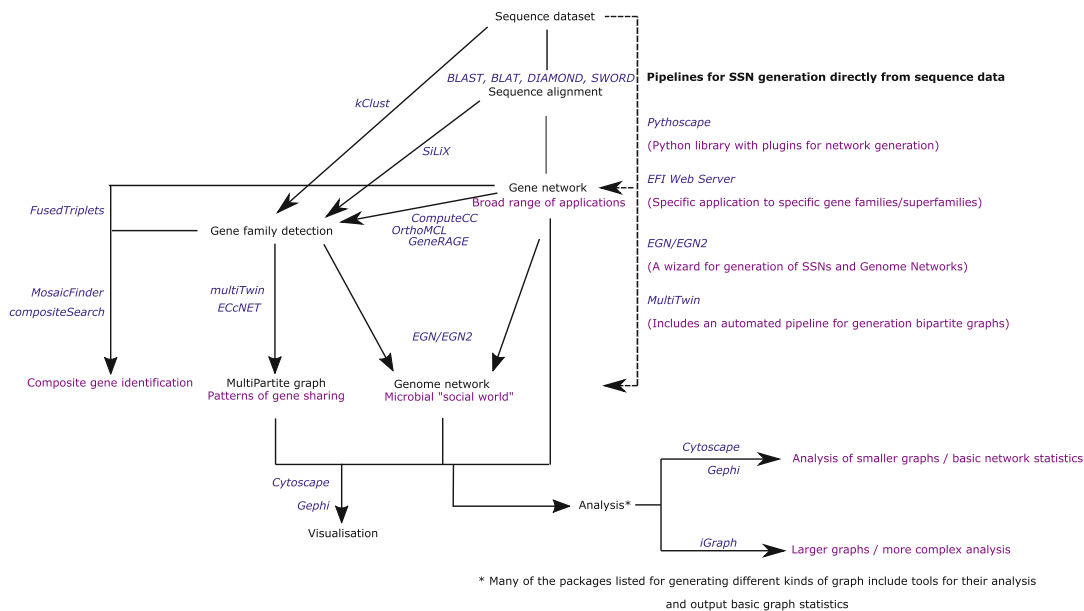 Sequence dataset
BLAST, BLAT, DIAMOND, SWORD
Sequence alignment
Pipelines for SSN generation directly from sequence data
kClust
SiLiX
Pythoscape
(Python library with plugins for network generation)
EFI Web Server
(Specific application to specific gene families/superfamilies)
Gene network
Broad range of applications
FusedTriplets
ComputeCC
OrthoMCL
GeneRAGE
Gene family detection
EGN/EGN2
(A wizard for generation of SSNs and Genome Networks)
MultiTwin
(Includes an automated pipeline for generation bipartite graphs)
MosaicFinder
compositeSearch
multiTwin
ECcNET
EGN/EGN2
Composite gene identification
MultiPartite graph
Patterns of gene sharing
Genome network
Microbial "social world"
Cytoscape
Gephi
Visualisation
Analysis*
Cytoscape
Gephi
Analysis of smaller graphs / basic network statistics
iGraph
Larger graphs / more complex analysis
* Many of the packages listed for generating different kinds of graph include tools for their analysis
and output basic graph statistics